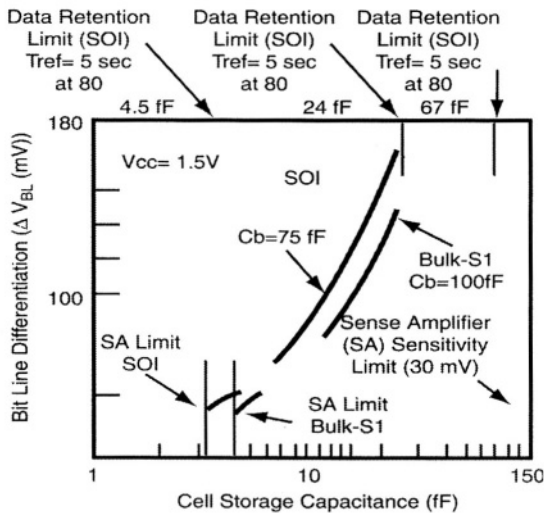 Data Retention
Limit (SOI)
Tref= 5 sec
at 80
4.5 fF
Data Retention
Limit (SOI)
Tref= 5 sec
at 80
24 fF
Data Retention
Limit (SOI)
Tref= 5 sec
at 80
67 fF
180
100
Bit Line Differentiation (Δ VBL (mV))
Vcc= 1.5V
SOI
Cb=75 fF
Bulk-S1
Cb=100fF
Sense Amplifier
(SA) Sensitivity
Limit (30 mV)
SA Limit
SOI
SA Limit
Bulk-S1
1
10
100
150
Cell Storage Capacitance (fF)